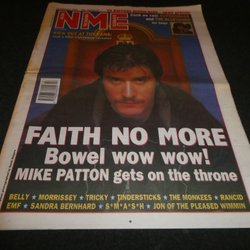 NME
FAITH NO MORE
Bowel wow wow!
MIKE PATTON gets on the throne
BELLY ★ MORRISSEY ★ TRICKY ★ TINDERSTICKS ★ THE MONKEES ★ RANCID
EMF ★ SANDRA BERNHARD ★ S*M*A*S*H ★ JON OF THE PLEASED WIMMIN